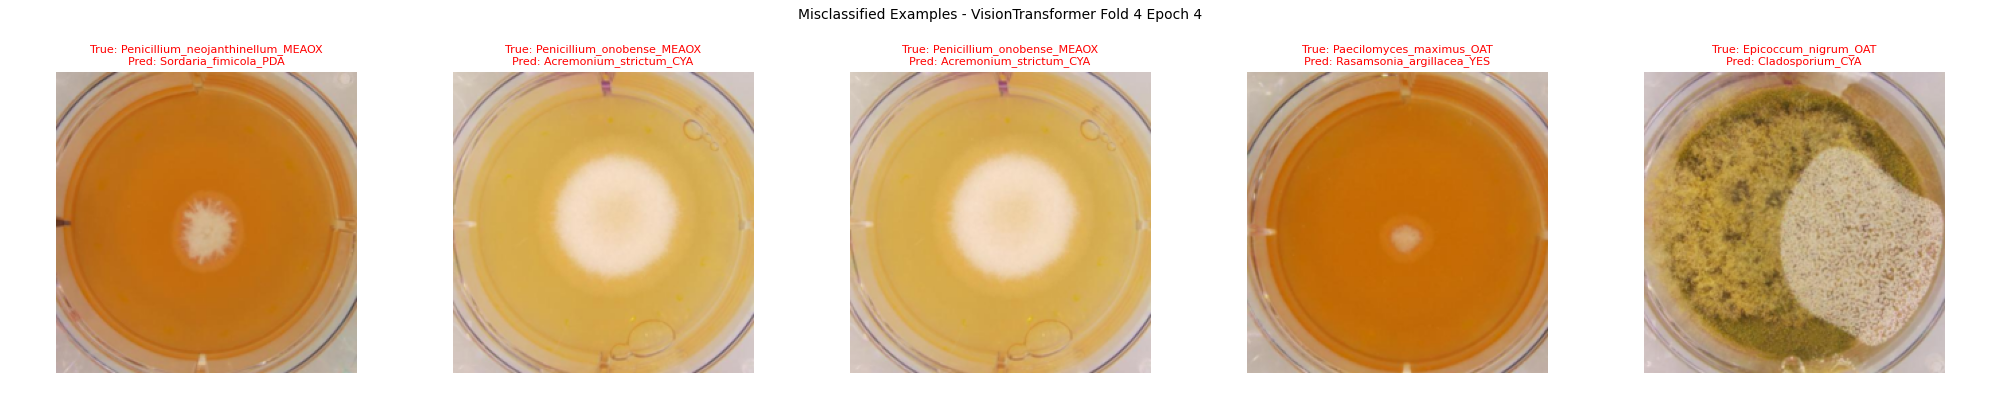 Misclassified Examples - VisionTransformer Fold 4 Epoch 4
True: Penicillium_neojanthinellum_MEAOX
Pred: Sordaria_fimicola_PDA
True: Penicillium_onobense_MEAOX
Pred: Acremonium_strictum_CYA
True: Penicillium_onobense_MEAOX
Pred: Acremonium_strictum_CYA
True: Paecilomyces_maximus_OAT
Pred: Rasamsonia_argillacea_YES
True: Epicoccum_nigrum_OAT
Pred: Cladosporium_CYA